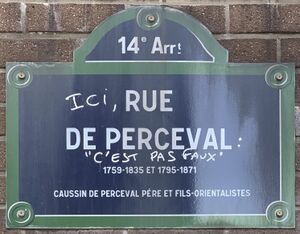 14e Arrt
Ici, RUE
DE PERCEVAL :
"C'EST PAS FAUX"
1759-1835 ET 1795-1871
CAUSSIN DE PERCEVAL PÈRE ET FILS-ORIENTALISTES